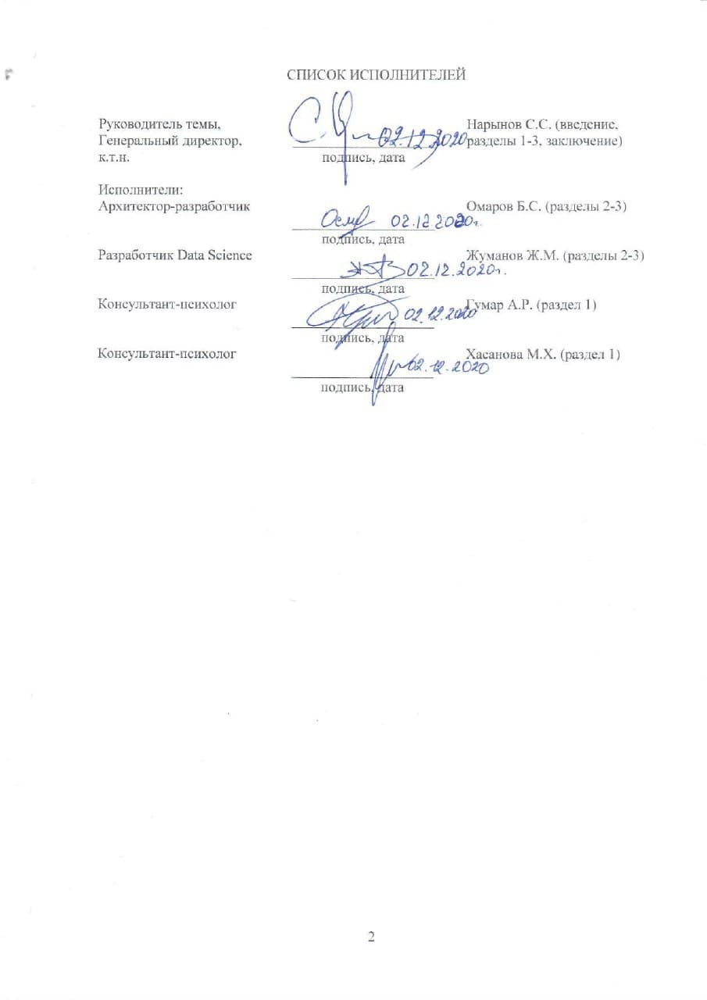 СПИСОК ИСПОЛНИТЕЛЕЙ
Руководитель темы, Нарынов С.С. (введение,
Генеральный директор, 02.12.2020 разделы 1-3, заключение)
к.т.н. подпись, дата
Исполнители:
Архитектор-разработчик Омаров Б.С. (разделы 2-3)
02.12.2020г.
подпись, дата
Разработчик Data Science Жуманов Ж.М. (разделы 2-3)
02.12.2020г.
подпись, дата
Консультант-психолог Гумар А.Р. (раздел 1)
02.12.2020
подпись, дата
Консультант-психолог Хасанова М.Х. (раздел 1)
02.12.2020
подпись, дата
2